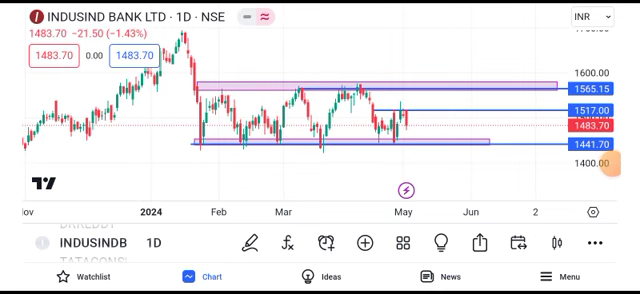 INDUSIND BANK LTD · 1D · NSE
INR
1483.70 −21.50 (−1.43%)
1483.70 0.00 1483.70
1600.00
1565.15
1517.00
1483.70
1441.70
1400.00
2024 Feb Mar May Jun 2
INDUSINDB 1D
Watchlist Chart Ideas News Menu